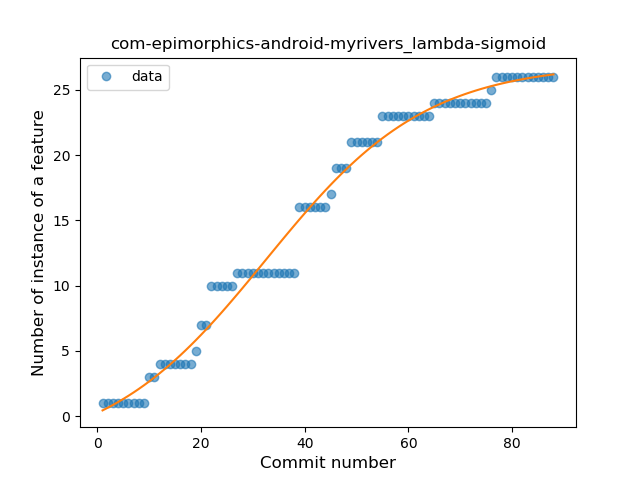 com-epimorphics-android-myrivers_lambda-sigmoid
data
Number of instance of a feature
25
20
15
10
5
0
0 20 40 60 80
Commit number